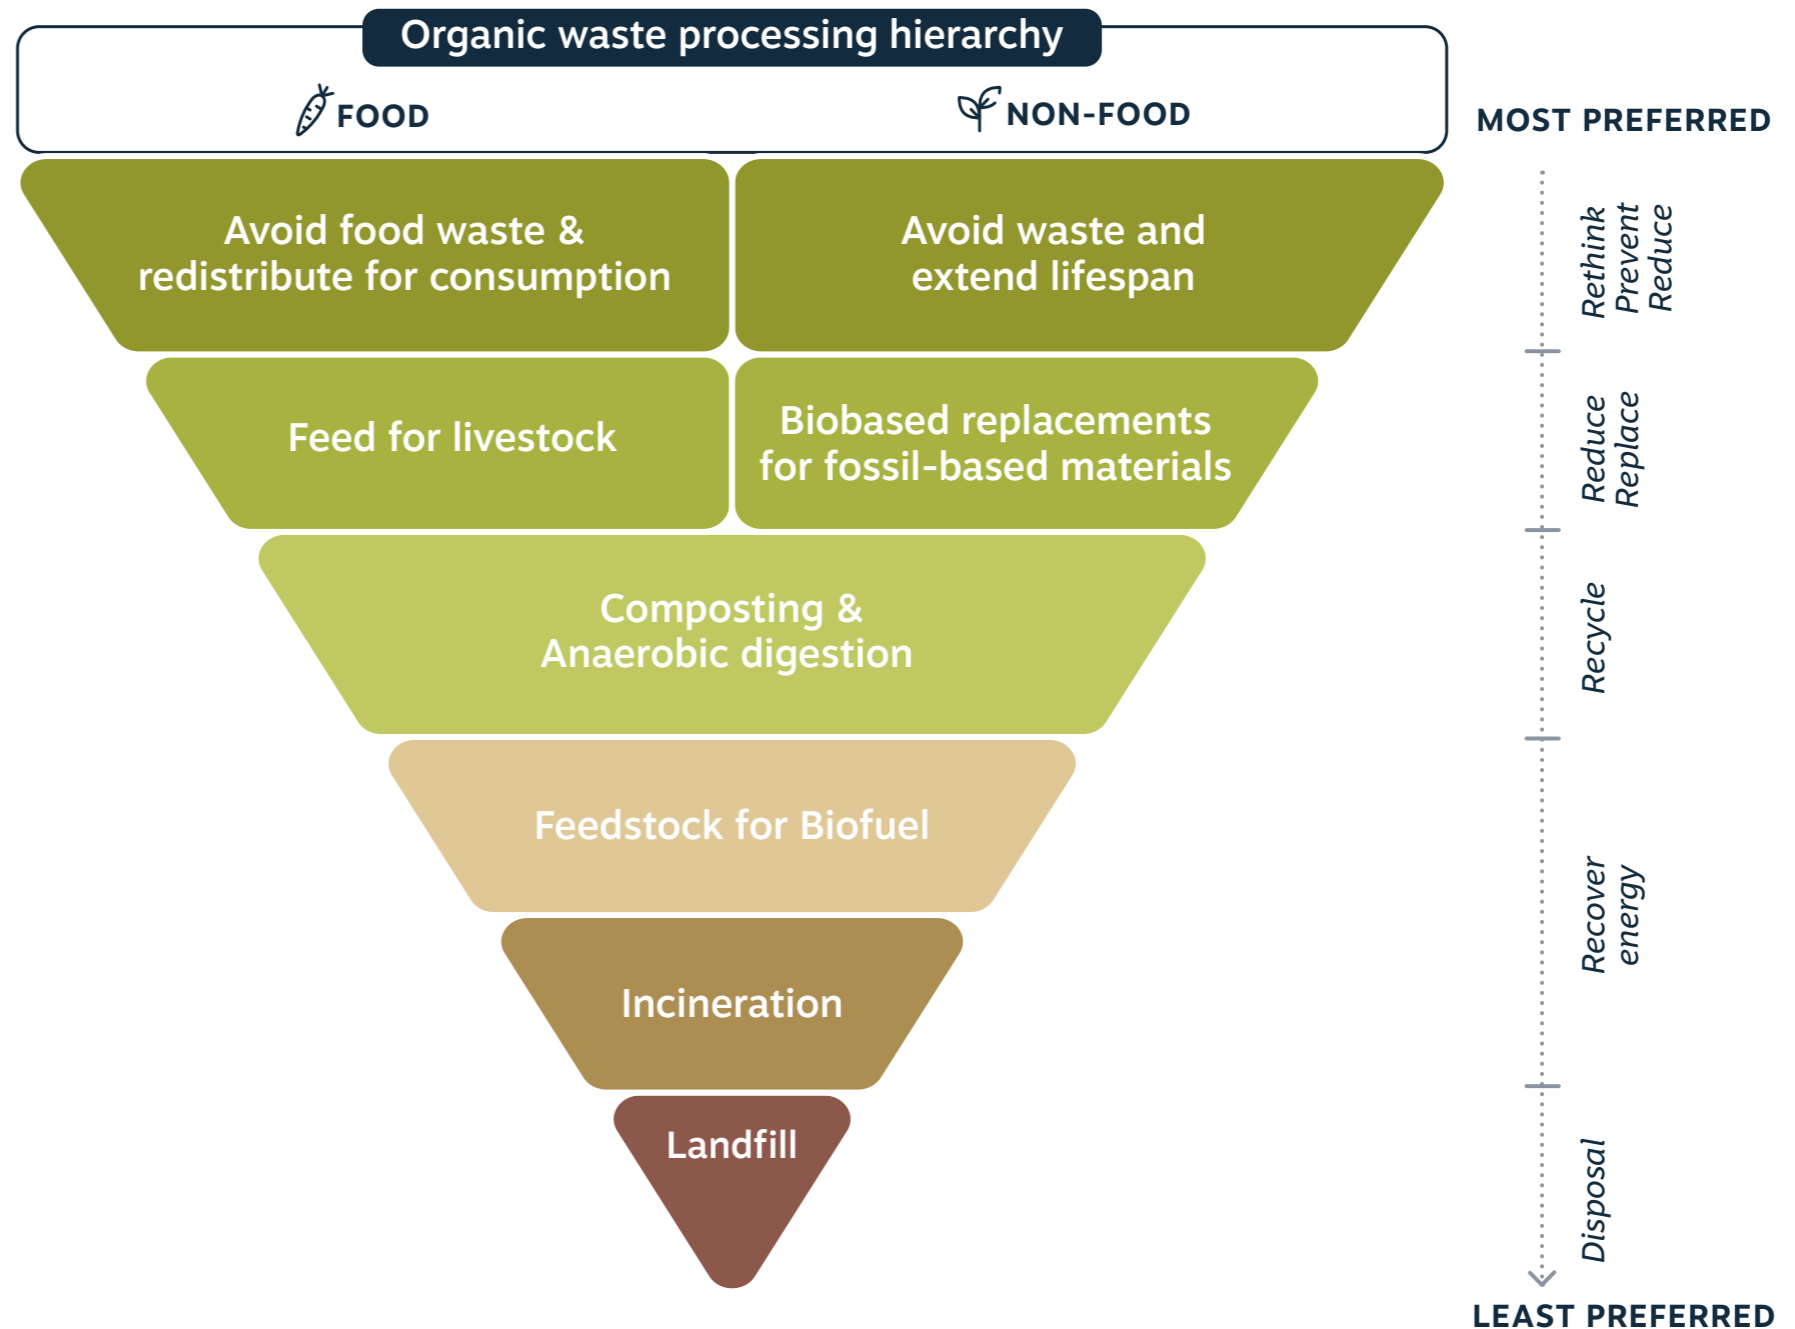 Organic waste processing hierarchy
FOOD
NON-FOOD
MOST PREFERRED
Avoid food waste &
redistribute for consumption
Avoid waste and
extend lifespan
Rethink
Prevent
Reduce
Feed for livestock
Biobased replacements
for fossil-based materials
Reduce
Replace
Composting &
Anaerobic digestion
Recycle
Feedstock for Biofuel
Recover
energy
Incineration
Landfill
Disposal
LEAST PREFERRED